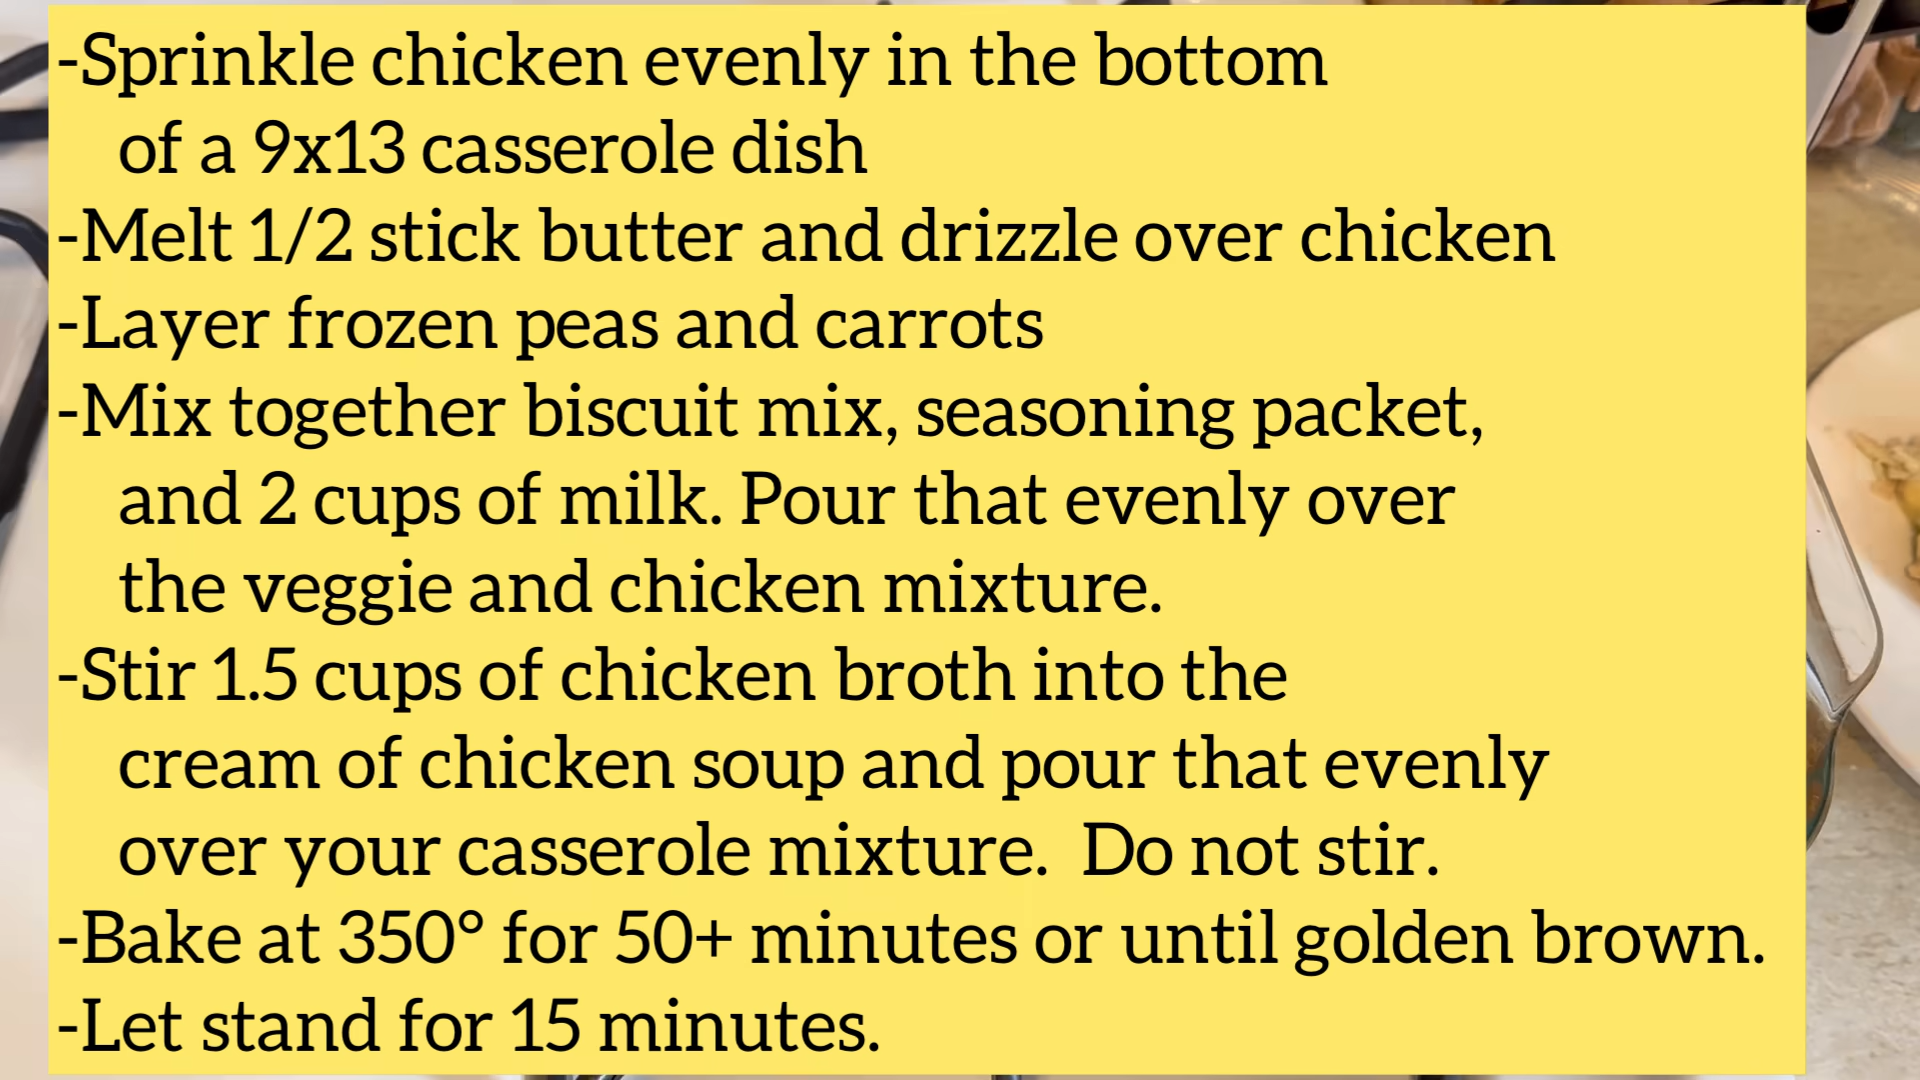 -Sprinkle chicken evenly in the bottom
of a 9x13 casserole dish
-Melt 1/2 stick butter and drizzle over chicken
-Layer frozen peas and carrots
-Mix together biscuit mix, seasoning packet,
and 2 cups of milk. Pour that evenly over
the veggie and chicken mixture.
-Stir 1.5 cups of chicken broth into the
cream of chicken soup and pour that evenly
over your casserole mixture.  Do not stir.
-Bake at 350° for 50+ minutes or until golden brown.
-Let stand for 15 minutes.